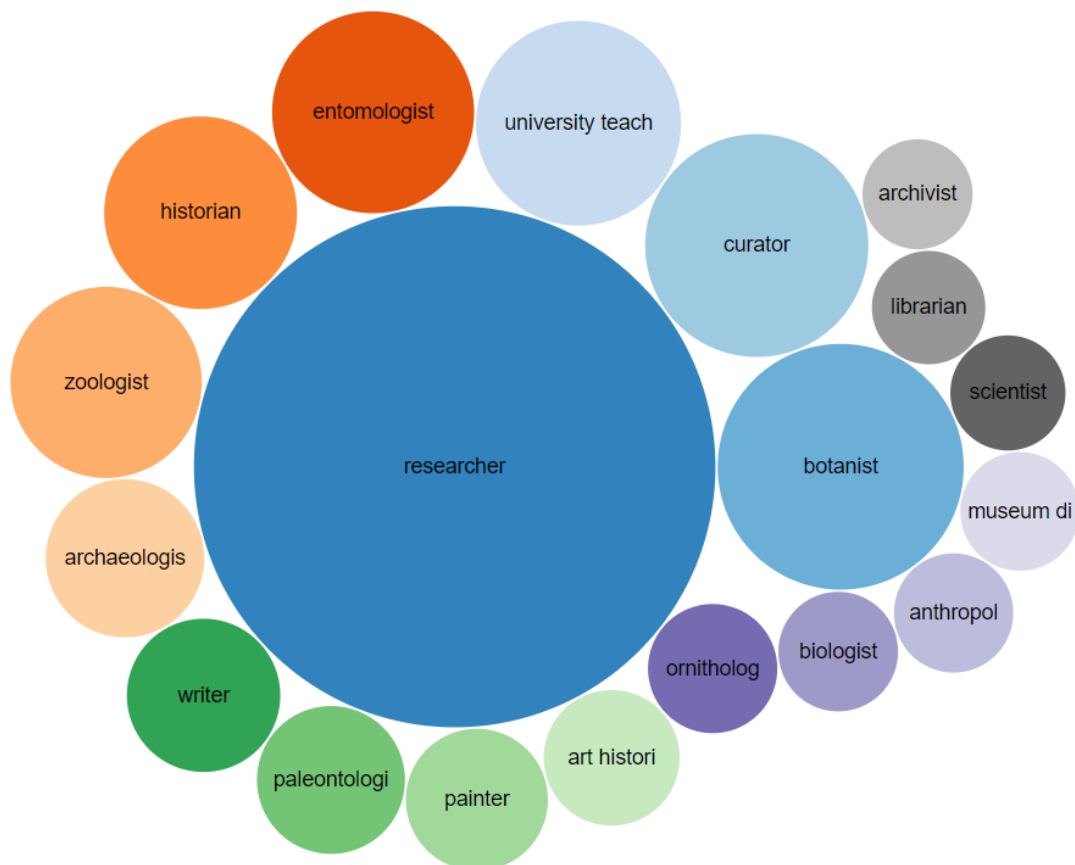 entomologist
university teach
archivist
historian
curator
librarian
zoologist
scientist
researcher
botanist
museum di
archaeologis
anthropol
biologist
ornitholog
writer
art histori
paleontologi
painter